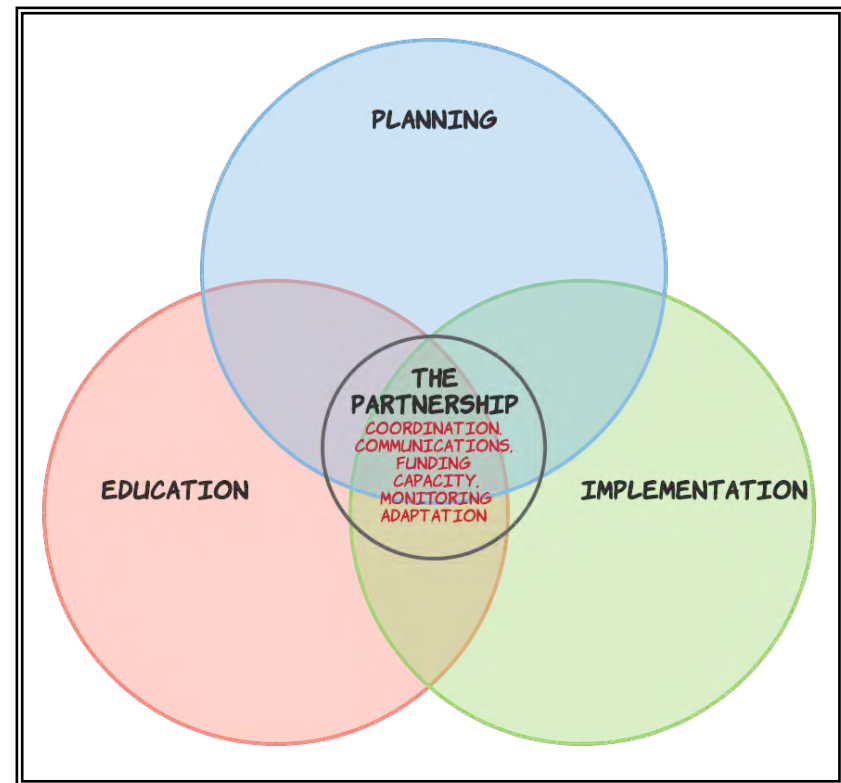 PLANNING
THE
PARTNERSHIP
COORDINATION,
COMMUNICATIONS,
FUNDING
CAPACITY,
MONITORING
ADAPTATION
EDUCATION
IMPLEMENTATION